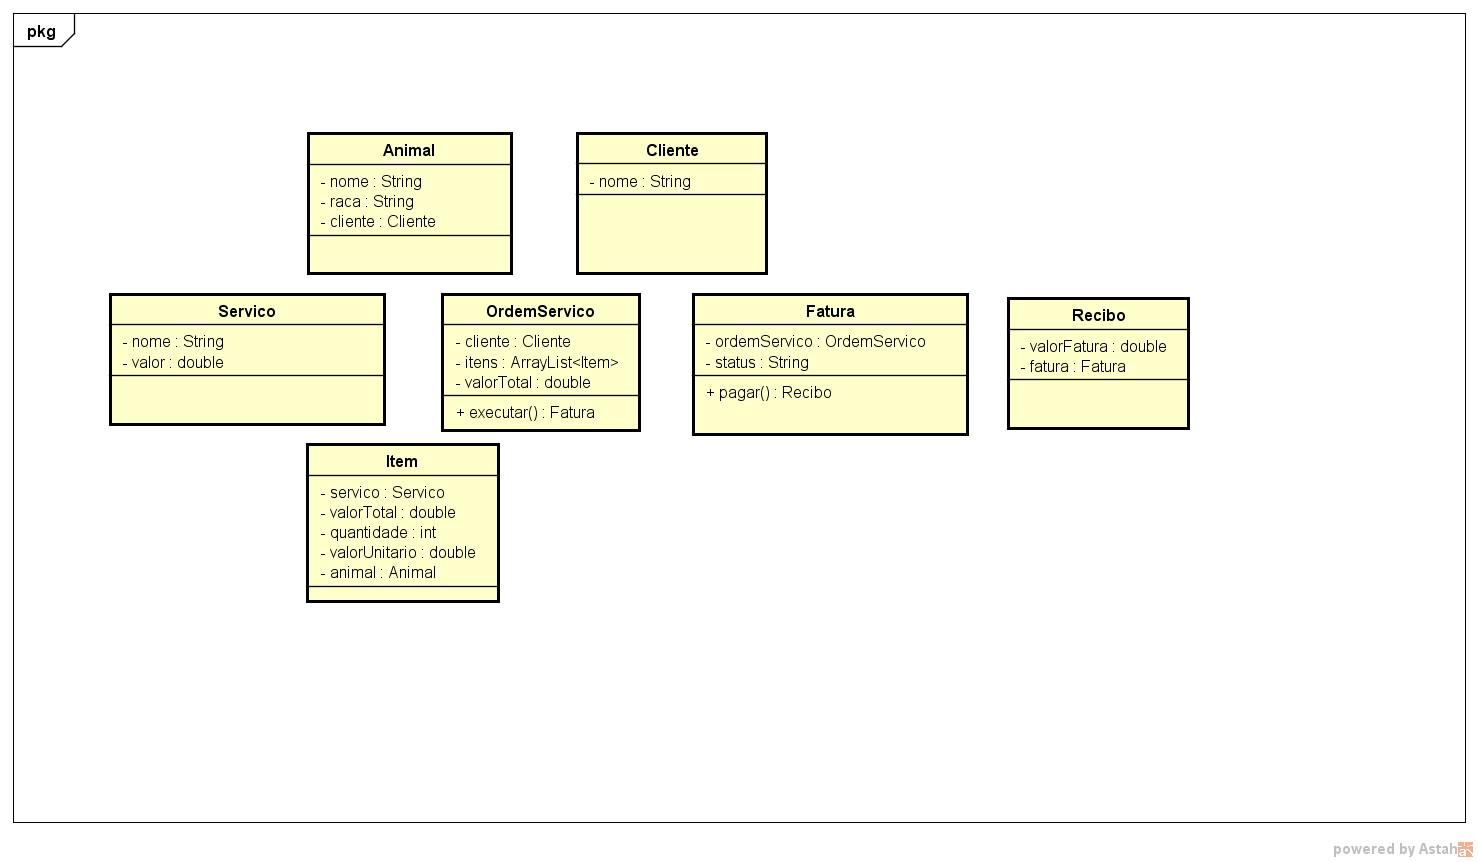 pkg
Animal
- nome : String
- raca : String
- cliente : Cliente
Cliente
- nome : String
Servico
- nome : String
- valor : double
OrdemServico
- cliente : Cliente
- itens : ArrayList<Item>
- valorTotal : double
+ executar() : Fatura
Fatura
- ordemServico : OrdemServico
- status : String
+ pagar() : Recibo
Recibo
- valorFatura : double
- fatura : Fatura
Item
- servico : Servico
- valorTotal : double
- quantidade : int
- valorUnitario : double
- animal : Animal
powered by Astah